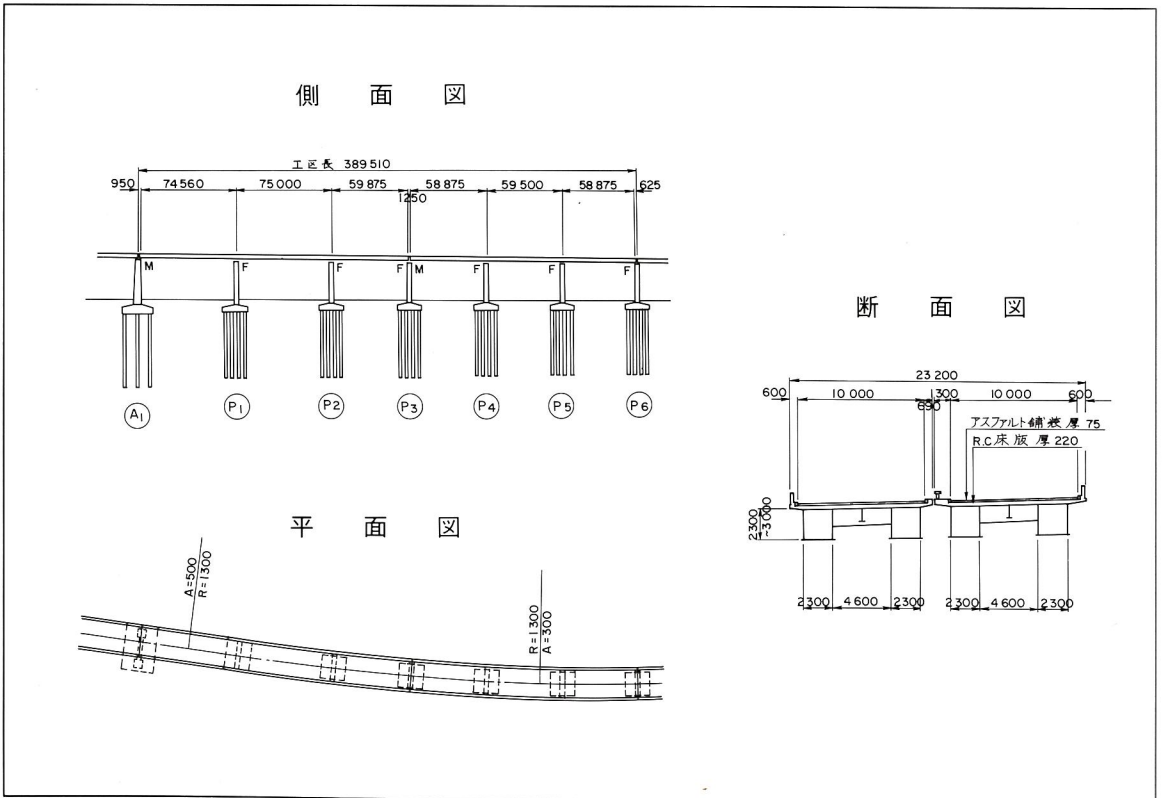 側 面 図
工区長 389 510
950 74 560 75 000 59 875 58 875 59 500 58 875 625
1250
M F F F M F F F
A1 P1 P2 P3 P4 P5 P6
断 面 図
23 200
600 10 000 300 10 000 600
690
アスファルト舗装 厚 75
R.C床版 厚 220
2300
~3000
2300 4 600 2300 2300 4 600 2300
平 面 図
A=500
R=1300
R=1300
A=300